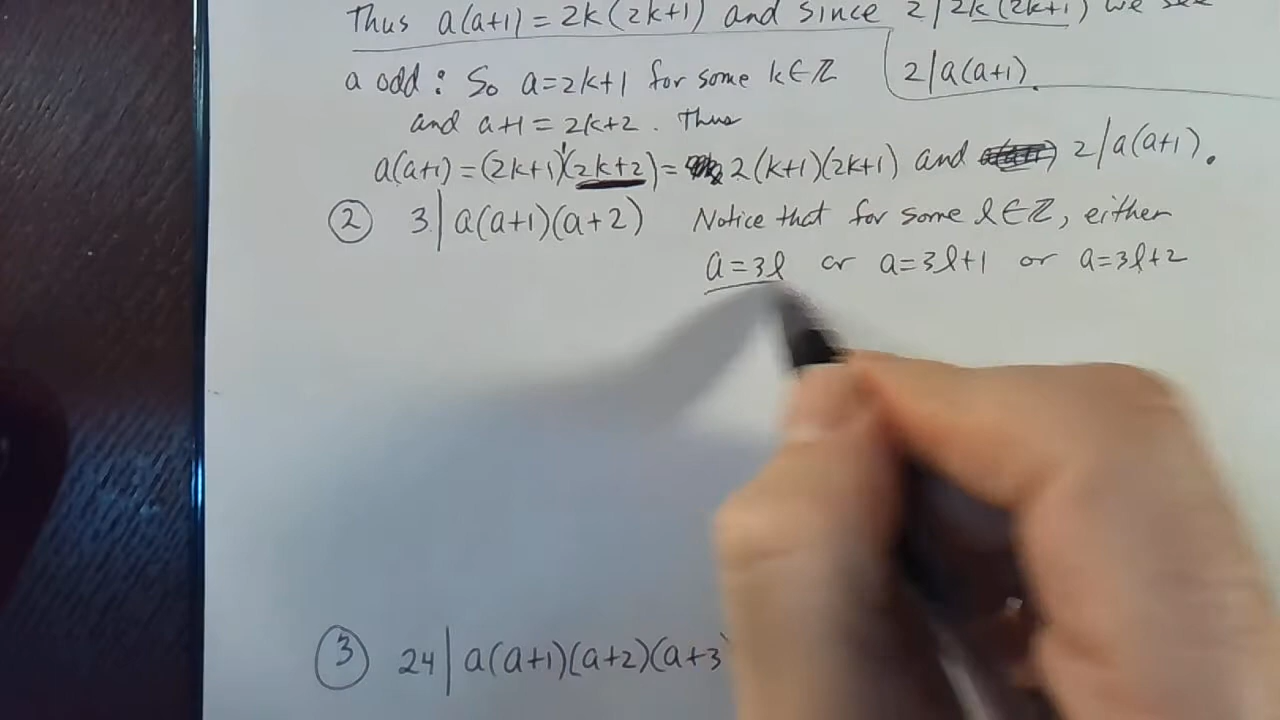 Thus a(a+1) = 2k(2k+1) and since 2 | 2k(2k+1) we see
2 | a(a+1).
a odd : So a=2k+1 for some k∈ℤ
and a+1 = 2k+2. Thus
a(a+1) = (2k+1)(2k+2) = 2(k+1)(2k+1) and 2 | a(a+1).
② 3 | a(a+1)(a+2) Notice that for some l∈ℤ, either
a=3l or a=3l+1 or a=3l+2
③ 24 | a(a+1)(a+2)(a+3